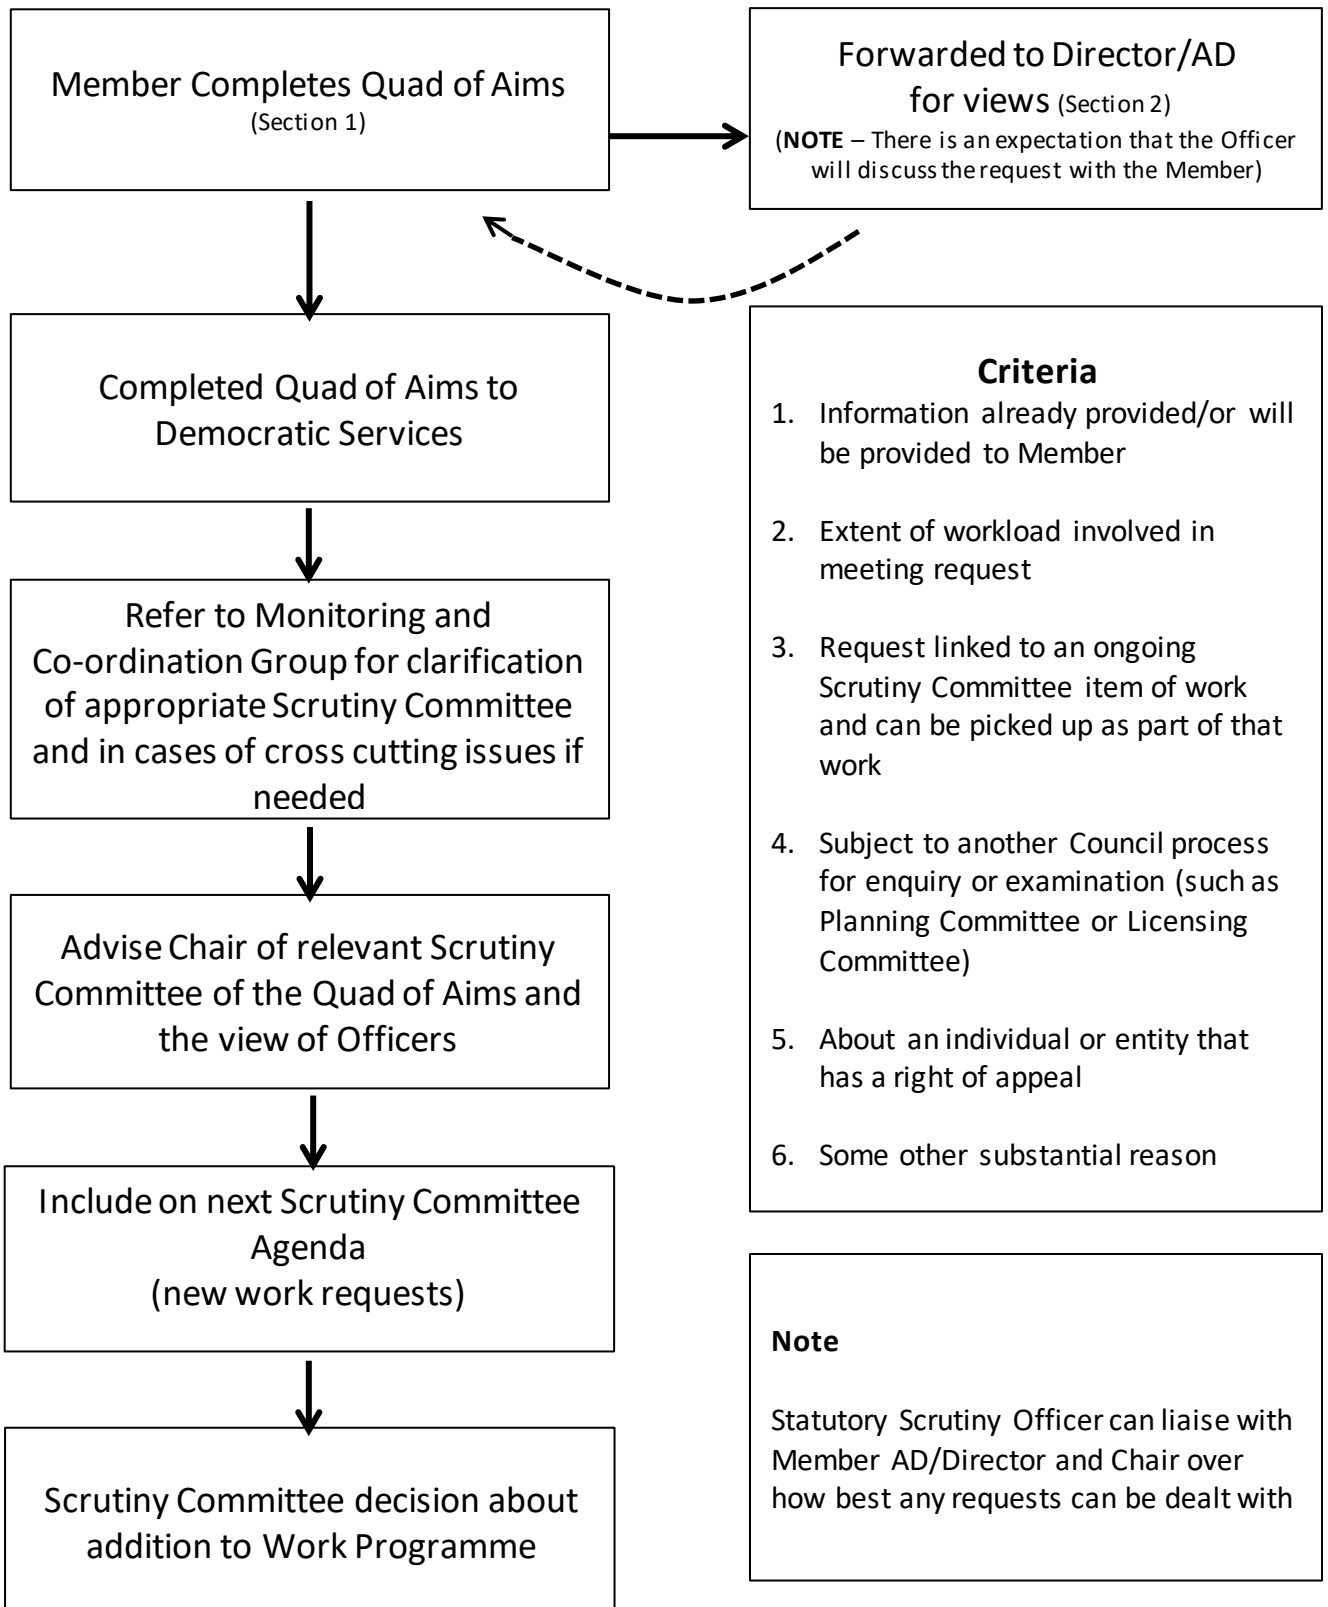 Member Completes Quad of Aims
(Section 1)
Forwarded to Director/AD
for views (Section 2)
(NOTE – There is an expectation that the Officer
will discuss the request with the Member)
Completed Quad of Aims to
Democratic Services
Refer to Monitoring and
Co-ordination Group for clarification
of appropriate Scrutiny Committee
and in cases of cross cutting issues if
needed
Advise Chair of relevant Scrutiny
Committee of the Quad of Aims and
the view of Officers
Include on next Scrutiny Committee
Agenda
(new work requests)
Scrutiny Committee decision about
addition to Work Programme
Criteria
1. Information already provided/or will
be provided to Member
2. Extent of workload involved in
meeting request
3. Request linked to an ongoing
Scrutiny Committee item of work
and can be picked up as part of that
work
4. Subject to another Council process
for enquiry or examination (such as
Planning Committee or Licensing
Committee)
5. About an individual or entity that
has a right of appeal
6. Some other substantial reason
Note
Statutory Scrutiny Officer can liaise with
Member AD/Director and Chair over
how best any requests can be dealt with